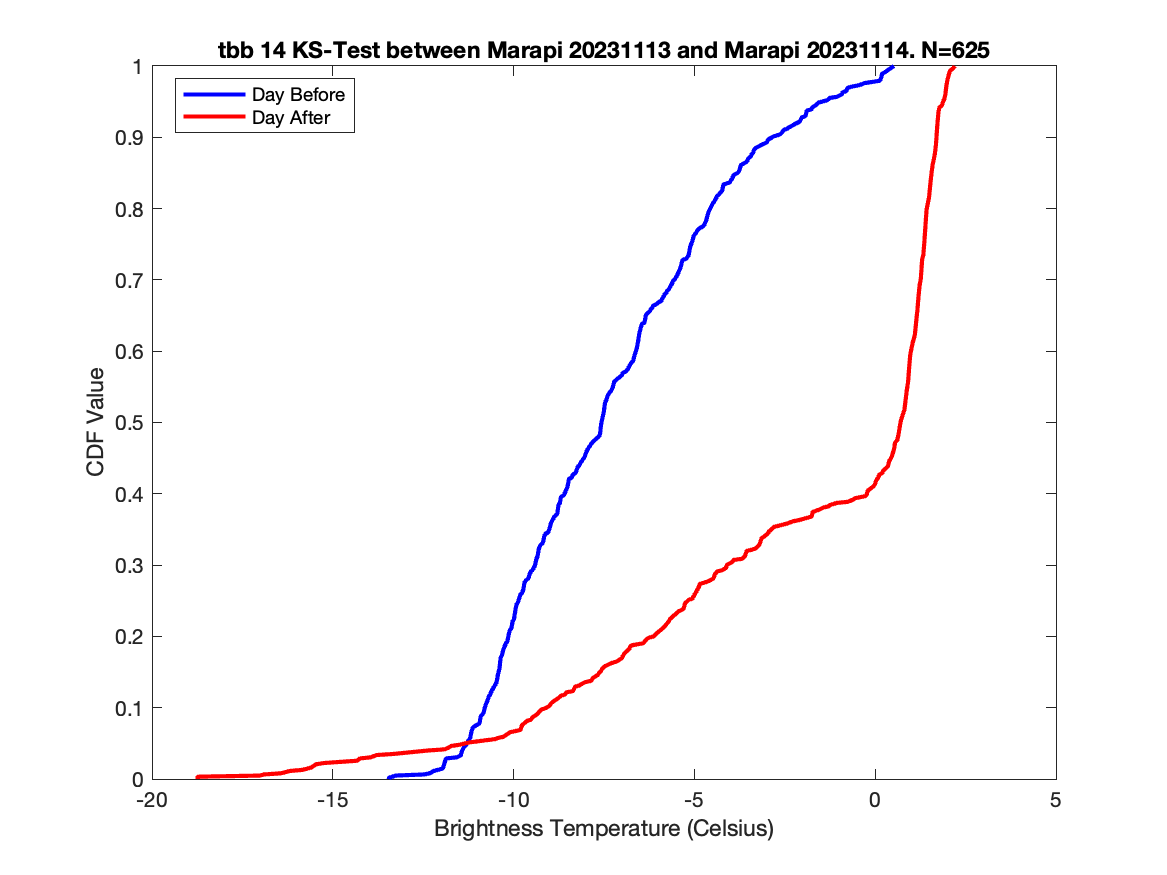 tbb 14 KS-Test between Marapi 20231113 and Marapi 20231114. N=625
Day Before
Day After
1
0.9
0.8
0.7
0.6
0.5
0.4
0.3
0.2
0.1
0
CDF Value
-20 -15 -10 -5 0 5
Brightness Temperature (Celsius)